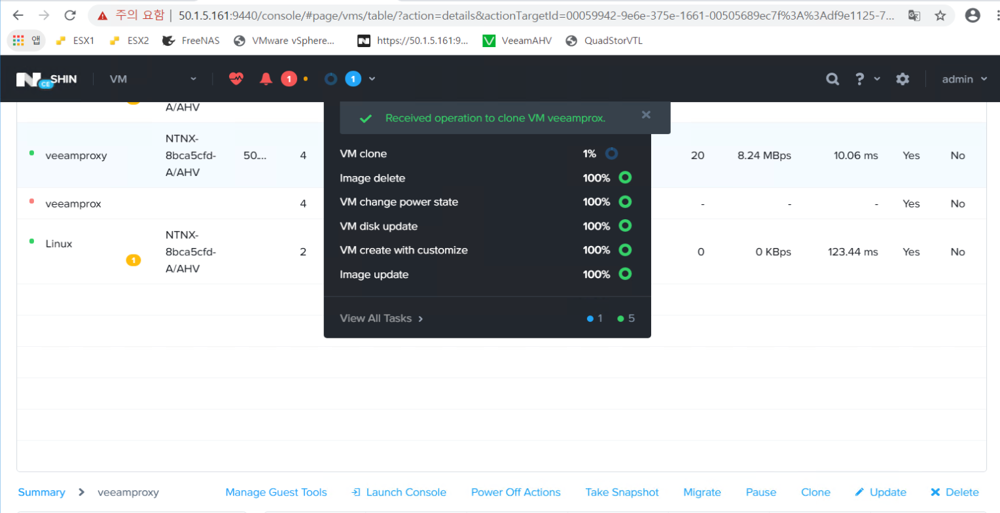 주의 요함 | 50.1.5.161:9440/console/#page/vms/table/?action=details&actionTargetId=00059942-9e6e-375e-1661-00505689ec7f%3A%3Adf9e1125-7...
앱 ESX1 ESX2 FreeNAS VMware vSphere... https://50.1.5.161:9... VeeamAHV QuadStorVTL
N CE SHIN VM 1 1 ? admin
A/AHV
Received operation to clone VM veeamprox.
NTNX-
veeamproxy 8bca5cfd- 50.... 4 VM clone 1% 20 8.24 MBps 10.06 ms Yes No
A/AHV
Image delete 100%
veeamprox 4 VM change power state 100% - - - Yes No
VM disk update 100%
NTNX-
Linux 1 8bca5cfd- 2 VM create with customize 100% 0 0 KBps 123.44 ms Yes No
A/AHV
Image update 100%
View All Tasks 1 5
Summary veeamproxy Manage Guest Tools Launch Console Power Off Actions Take Snapshot Migrate Pause Clone Update Delete